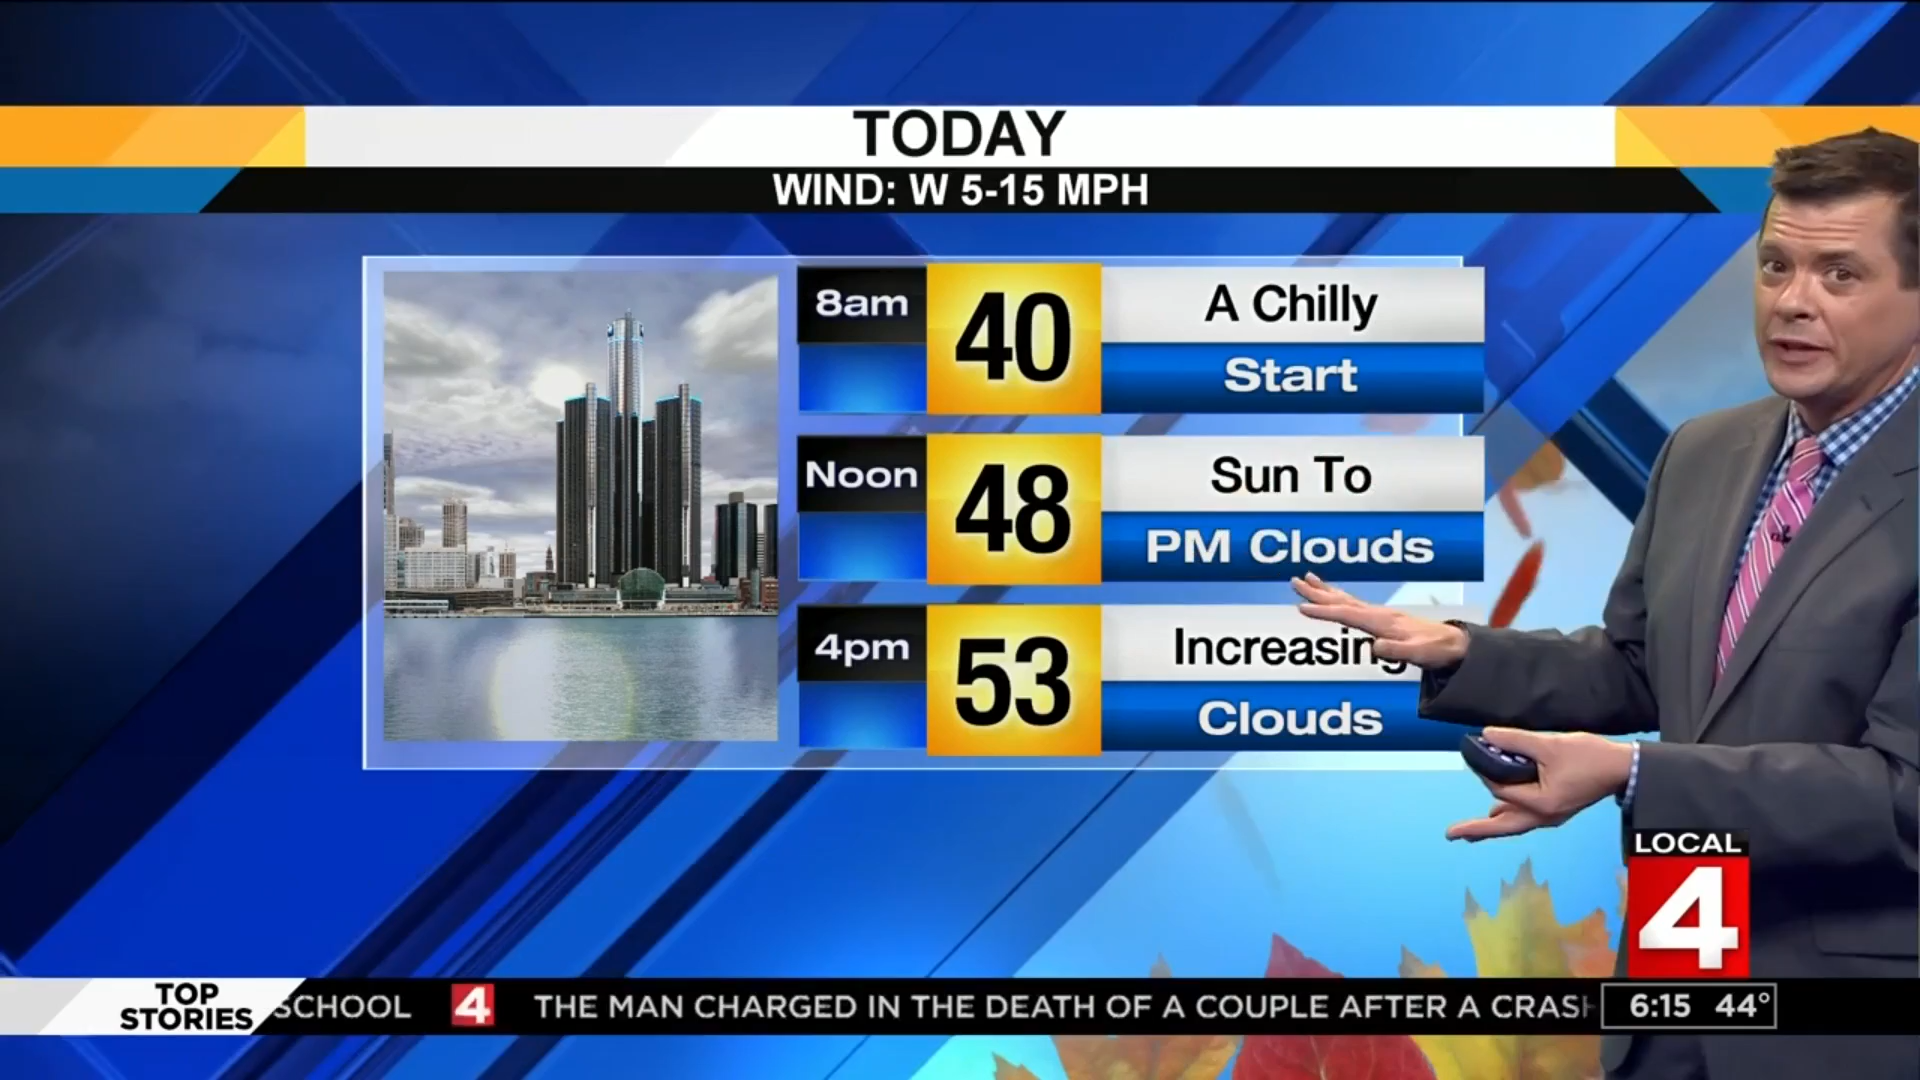 TODAY
WIND: W 5-15 MPH
8am
40
A Chilly
Start
Noon
48
Sun To
PM Clouds
4pm
53
Increasing
Clouds
LOCAL
4
TOP
STORIES
SCHOOL
4
THE MAN CHARGED IN THE DEATH OF A COUPLE AFTER A CRASH
6:15 44°